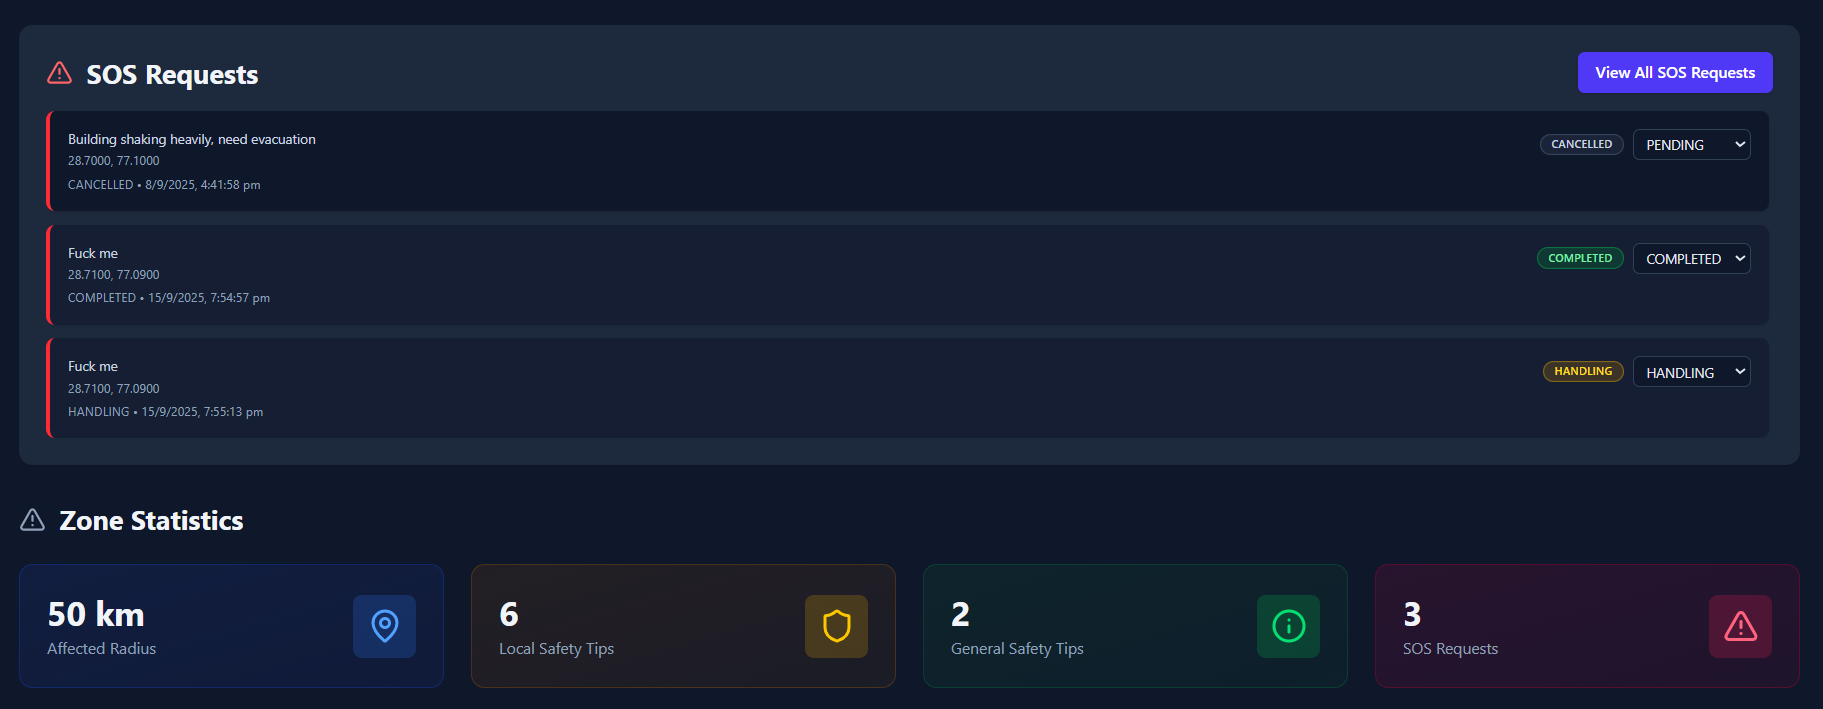 SOS Requests
View All SOS Requests
Building shaking heavily, need evacuation
28.7000, 77.1000
CANCELLED • 8/9/2025, 4:41:58 pm
CANCELLED
PENDING
Fuck me
28.7100, 77.0900
COMPLETED • 15/9/2025, 7:54:57 pm
COMPLETED
COMPLETED
Fuck me
28.7100, 77.0900
HANDLING • 15/9/2025, 7:55:13 pm
HANDLING
HANDLING
Zone Statistics
50 km
Affected Radius
6
Local Safety Tips
2
General Safety Tips
3
SOS Requests